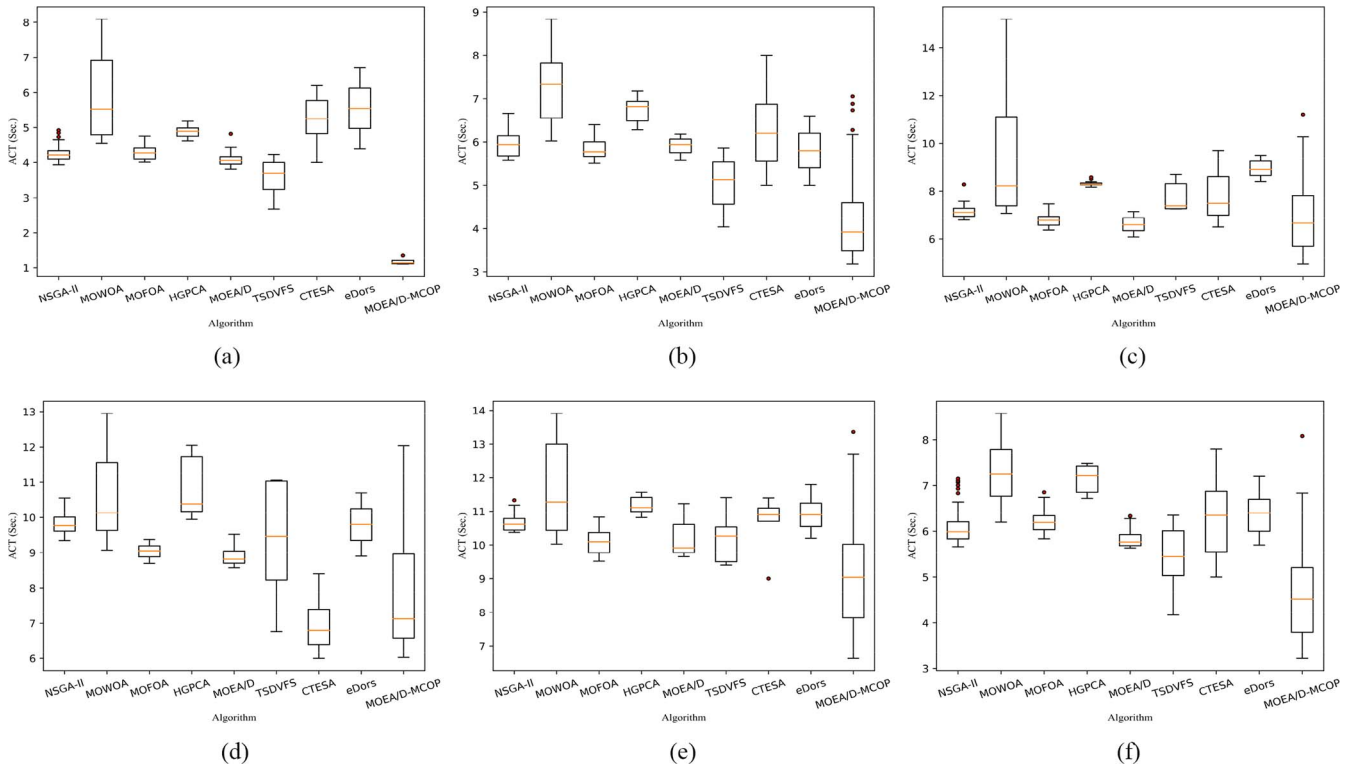 8
7
6
5
4
3
2
1
ACT (Sec.)
NSGA-II MOWOA MOFOA HGPCA MOEA/D TSDVFS CTESA eDors MOEA/D-MCOP
Algorithm
(a)
9
8
7
6
5
4
3
ACT (Sec.)
NSGA-II MOWOA MOFOA HGPCA MOEA/D TSDVFS CTESA eDors MOEA/D-MCOP
Algorithm
(b)
14
12
10
8
6
ACT (Sec.)
NSGA-II MOWOA MOFOA HGPCA MOEA/D TSDVFS CTESA eDors MOEA/D-MCOP
Algorithm
(c)
13
12
11
10
9
8
7
6
ACT (Sec.)
NSGA-II MOWOA MOFOA HGPCA MOEA/D TSDVFS CTESA eDors MOEA/D-MCOP
Algorithm
(d)
14
13
12
11
10
9
8
7
ACT (Sec.)
NSGA-II MOWOA MOFOA HGPCA MOEA/D TSDVFS CTESA eDors MOEA/D-MCOP
Algorithm
(e)
8
7
6
5
4
3
ACT (Sec.)
NSGA-II MOWOA MOFOA HGPCA MOEA/D TSDVFS CTESA eDors MOEA/D-MCOP
Algorithm
(f)